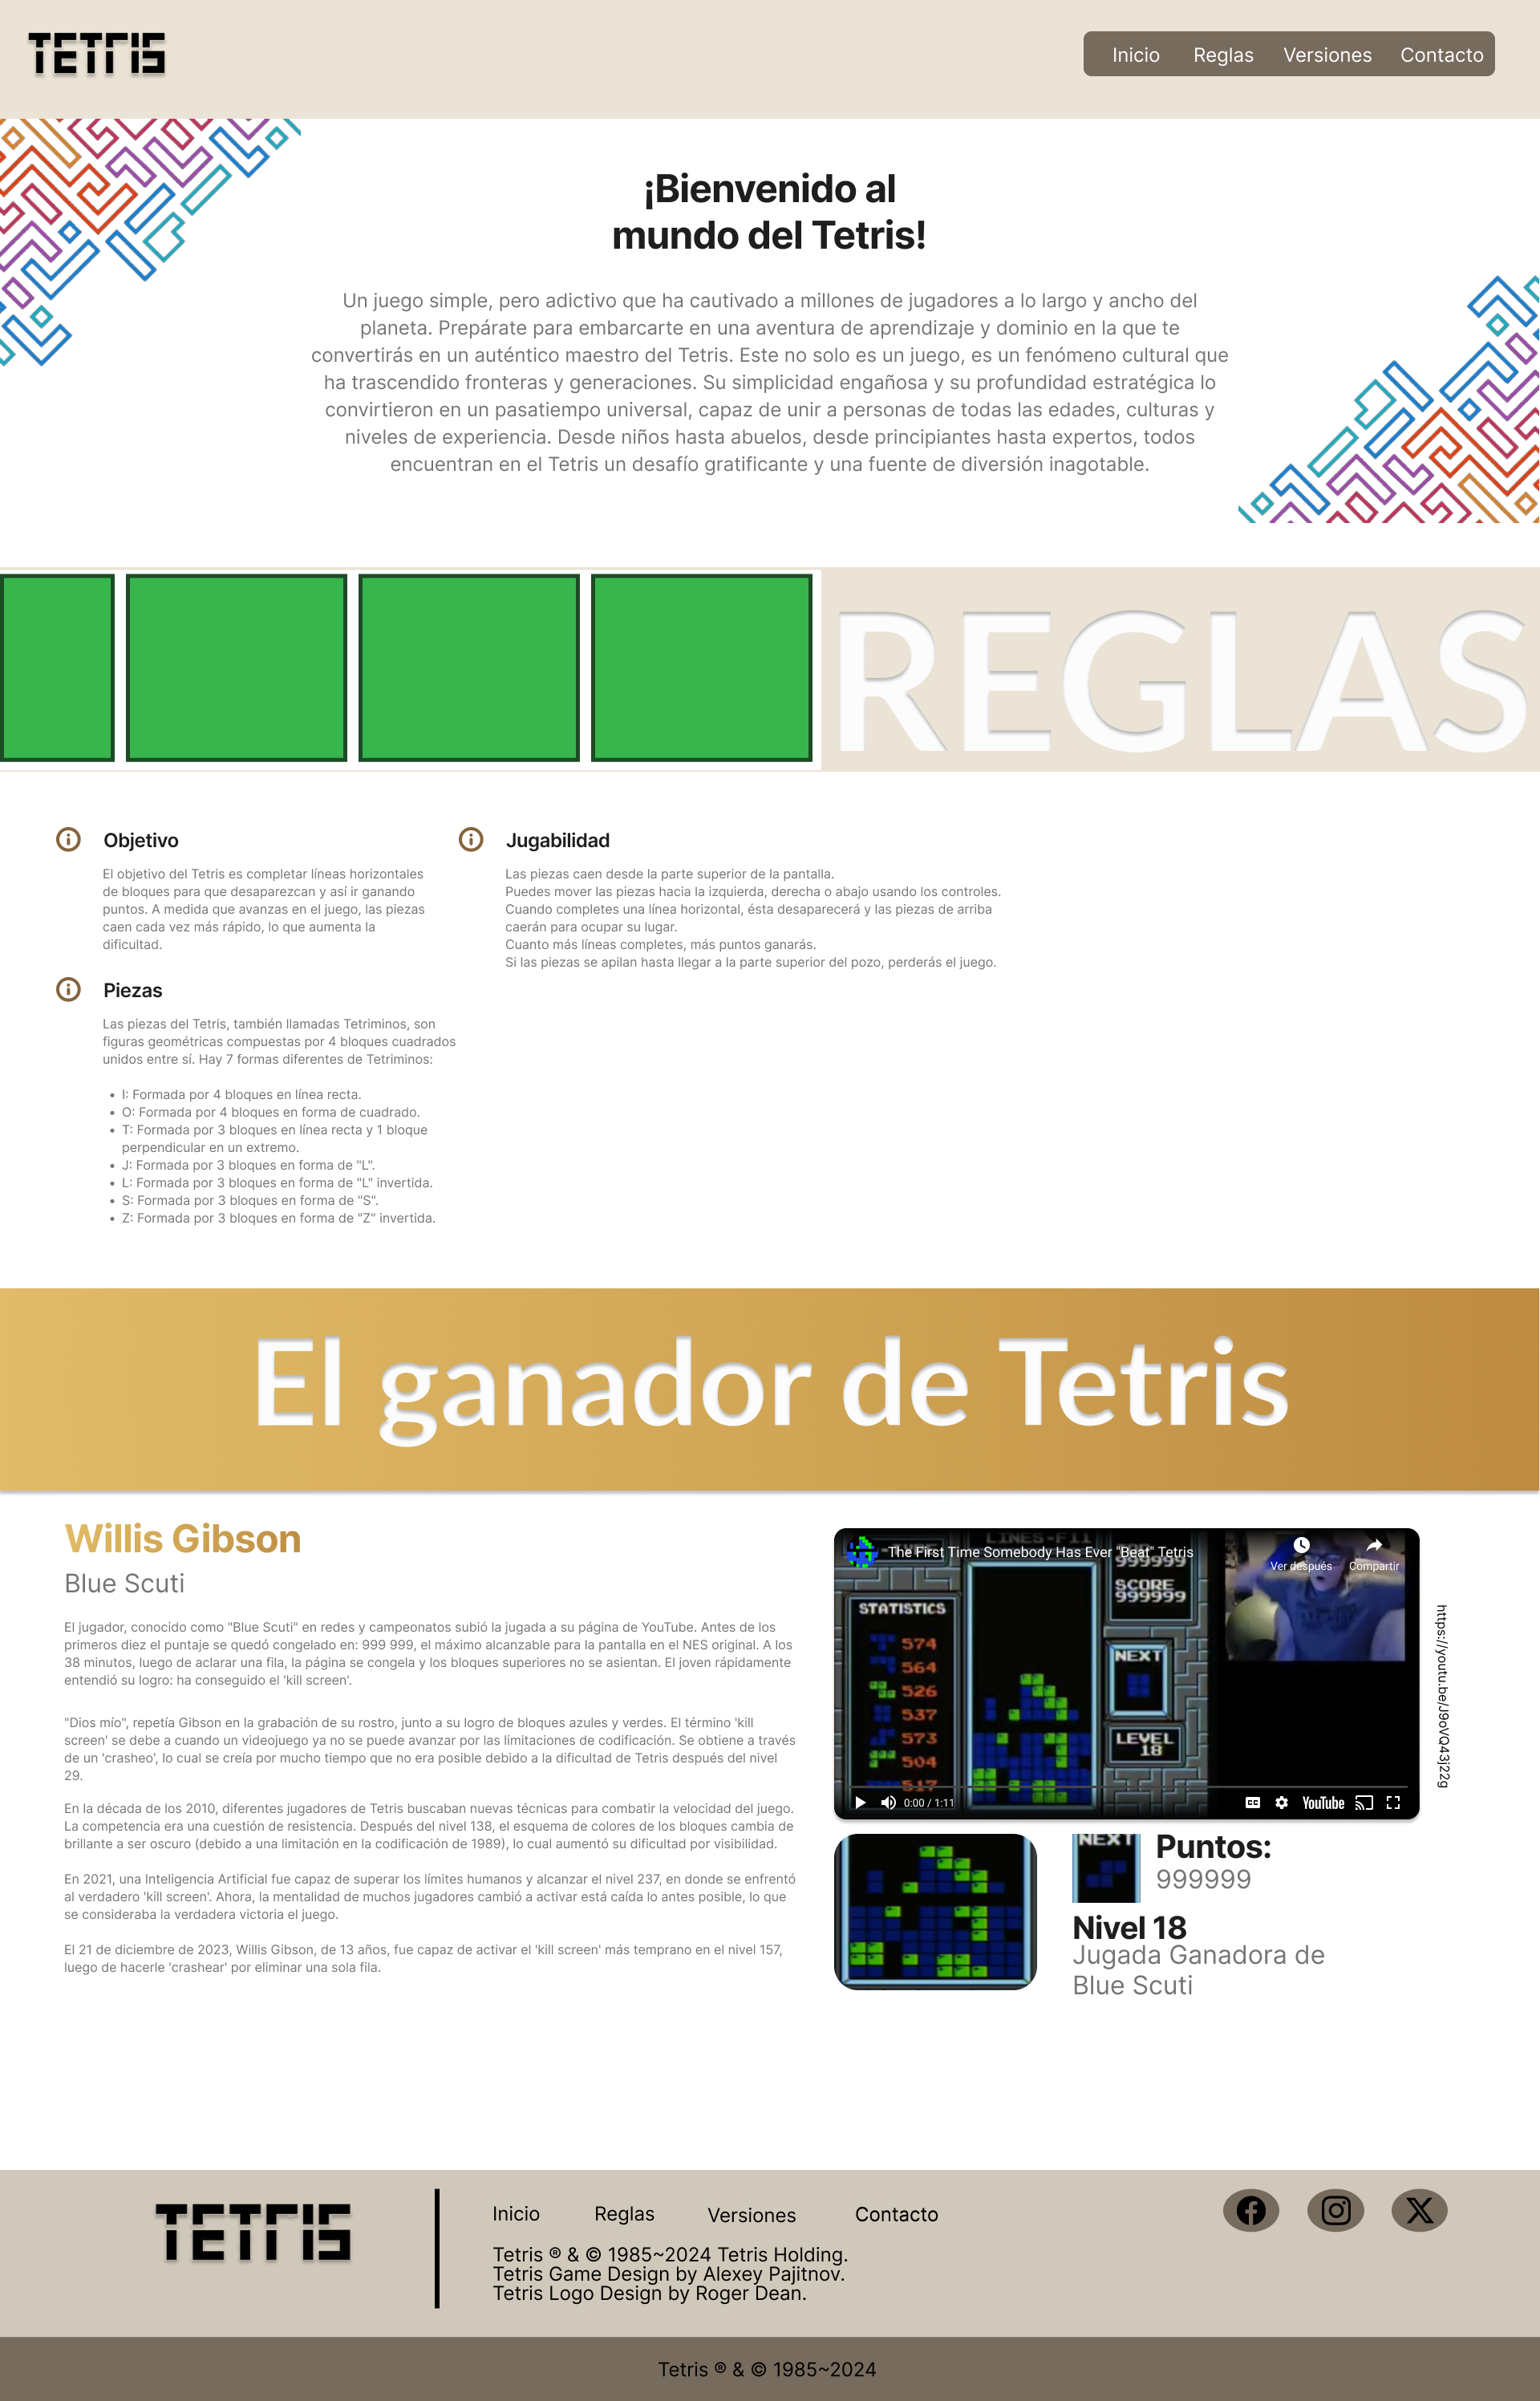 TETRIS
Inicio Reglas Versiones Contacto
¡Bienvenido al
mundo del Tetris!
Un juego simple, pero adictivo que ha cautivado a millones de jugadores a lo largo y ancho del
planeta. Prepárate para embarcarte en una aventura de aprendizaje y dominio en la que te
convertirás en un auténtico maestro del Tetris. Este no solo es un juego, es un fenómeno cultural que
ha trascendido fronteras y generaciones. Su simplicidad engañosa y su profundidad estratégica lo
convirtieron en un pasatiempo universal, capaz de unir a personas de todas las edades, culturas y
niveles de experiencia. Desde niños hasta abuelos, desde principiantes hasta expertos, todos
encuentran en el Tetris un desafío gratificante y una fuente de diversión inagotable.
REGLAS
Objetivo
El objetivo del Tetris es completar líneas horizontales
de bloques para que desaparezcan y así ir ganando
puntos. A medida que avanzas en el juego, las piezas
caen cada vez más rápido, lo que aumenta la
dificultad.
Jugabilidad
Las piezas caen desde la parte superior de la pantalla.
Puedes mover las piezas hacia la izquierda, derecha o abajo usando los controles.
Cuando completes una línea horizontal, ésta desaparecerá y las piezas de arriba
caerán para ocupar su lugar.
Cuanto más líneas completes, más puntos ganarás.
Si las piezas se apilan hasta llegar a la parte superior del pozo, perderás el juego.
Piezas
Las piezas del Tetris, también llamadas Tetriminos, son
figuras geométricas compuestas por 4 bloques cuadrados
unidos entre sí. Hay 7 formas diferentes de Tetriminos:
• I: Formada por 4 bloques en línea recta.
• O: Formada por 4 bloques en forma de cuadrado.
• T: Formada por 3 bloques en línea recta y 1 bloque
perpendicular en un extremo.
• J: Formada por 3 bloques en forma de "L".
• L: Formada por 3 bloques en forma de "L" invertida.
• S: Formada por 3 bloques en forma de "S".
• Z: Formada por 3 bloques en forma de "Z" invertida.
El ganador de Tetris
Willis Gibson
Blue Scuti
El jugador, conocido como "Blue Scuti" en redes y campeonatos subió la jugada a su página de YouTube. Antes de los
primeros diez el puntaje se quedó congelado en: 999 999, el máximo alcanzable para la pantalla en el NES original. A los
38 minutos, luego de aclarar una fila, la página se congela y los bloques superiores no se asientan. El joven rápidamente
entendió su logro: ha conseguido el 'kill screen'.
"Dios mío", repetía Gibson en la grabación de su rostro, junto a su logro de bloques azules y verdes. El término 'kill
screen' se debe a cuando un videojuego ya no se puede avanzar por las limitaciones de codificación. Se obtiene a través
de un 'crasheo', lo cual se creía por mucho tiempo que no era posible debido a la dificultad de Tetris después del nivel
29.
En la década de los 2010, diferentes jugadores de Tetris buscaban nuevas técnicas para combatir la velocidad del juego.
La competencia era una cuestión de resistencia. Después del nivel 138, el esquema de colores de los bloques cambia de
brillante a ser oscuro (debido a una limitación en la codificación de 1989), lo cual aumentó su dificultad por visibilidad.
En 2021, una Inteligencia Artificial fue capaz de superar los límites humanos y alcanzar el nivel 237, en donde se enfrentó
al verdadero 'kill screen'. Ahora, la mentalidad de muchos jugadores cambió a activar está caída lo antes posible, lo que
se consideraba la verdadera victoria el juego.
El 21 de diciembre de 2023, Willis Gibson, de 13 años, fue capaz de activar el 'kill screen' más temprano en el nivel 157,
luego de hacerle 'crashear' por eliminar una sola fila.
LINES-F11
The First Time Somebody Has Ever "Beat" Tetris
Ver después Compartir
999999
SCORE
999999
STATISTICS
574
564
526
537
573
504
517
NEXT
LEVEL
18
0:00 / 1:11
CC
YouTube
https://youtu.be/J9oVQ43j22g
NEXT
Puntos:
999999
Nivel 18
Jugada Ganadora de
Blue Scuti
TETRIS
Inicio Reglas Versiones Contacto
Tetris ® & © 1985~2024 Tetris Holding.
Tetris Game Design by Alexey Pajitnov.
Tetris Logo Design by Roger Dean.
Tetris ® & © 1985~2024